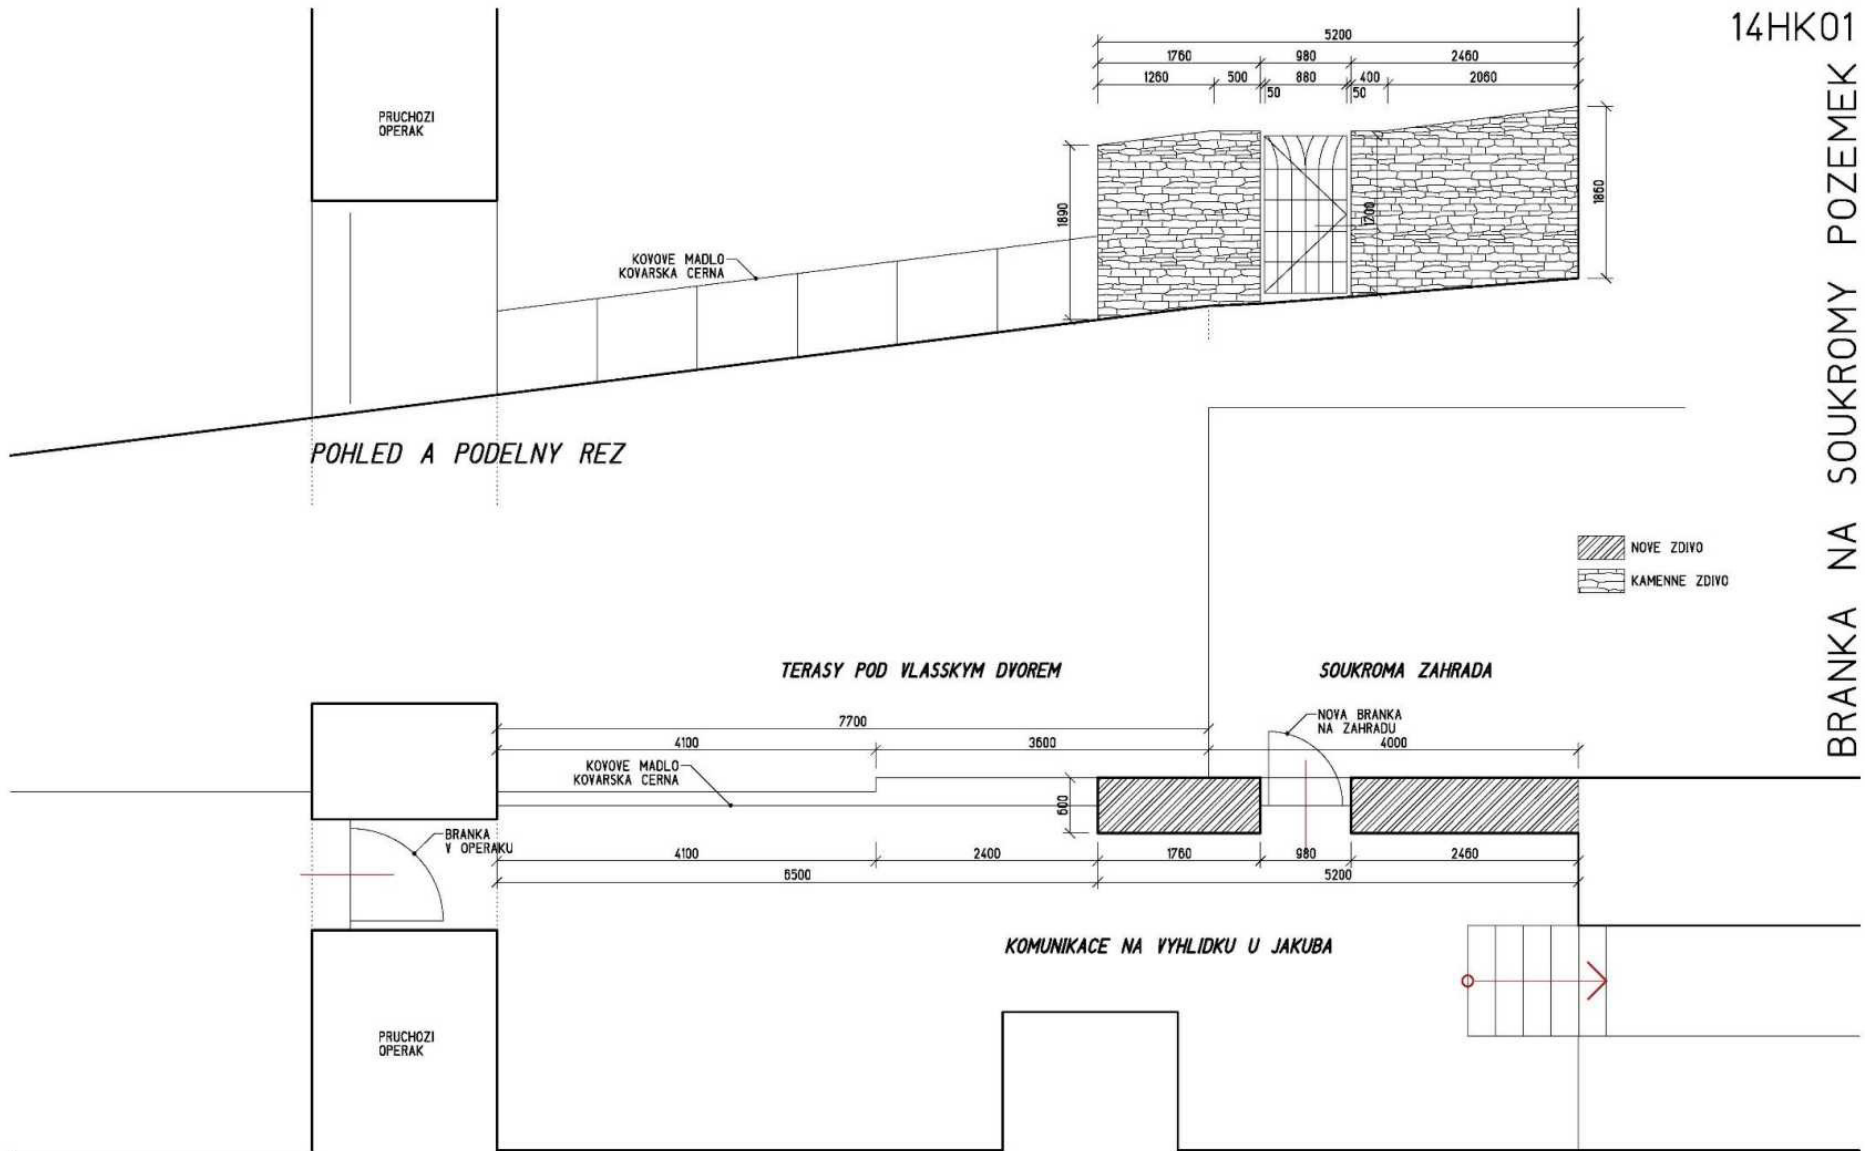 14HK01
BRANKA NA SOUKROMY POZEMEK
5200
1760
980
2460
1260
500
880
400
2060
50
50
PRUCHOZI
OPERAK
1890
1200
1860
KOVOVE MADLO
KOVARSKA CERNA
POHLED A PODELNY REZ
NOVE ZDIVO
KAMENNE ZDIVO
TERASY POD VLASSKYM DVOREM
SOUKROMA ZAHRADA
7700
NOVA BRANKA
NA ZAHRADU
4100
3600
4000
KOVOVE MADLO
KOVARSKA CERNA
600
BRANKA
V OPERAKU
4100
2400
1760
980
2460
6500
5200
KOMUNIKACE NA VYHLIDKU U JAKUBA
PRUCHOZI
OPERAK